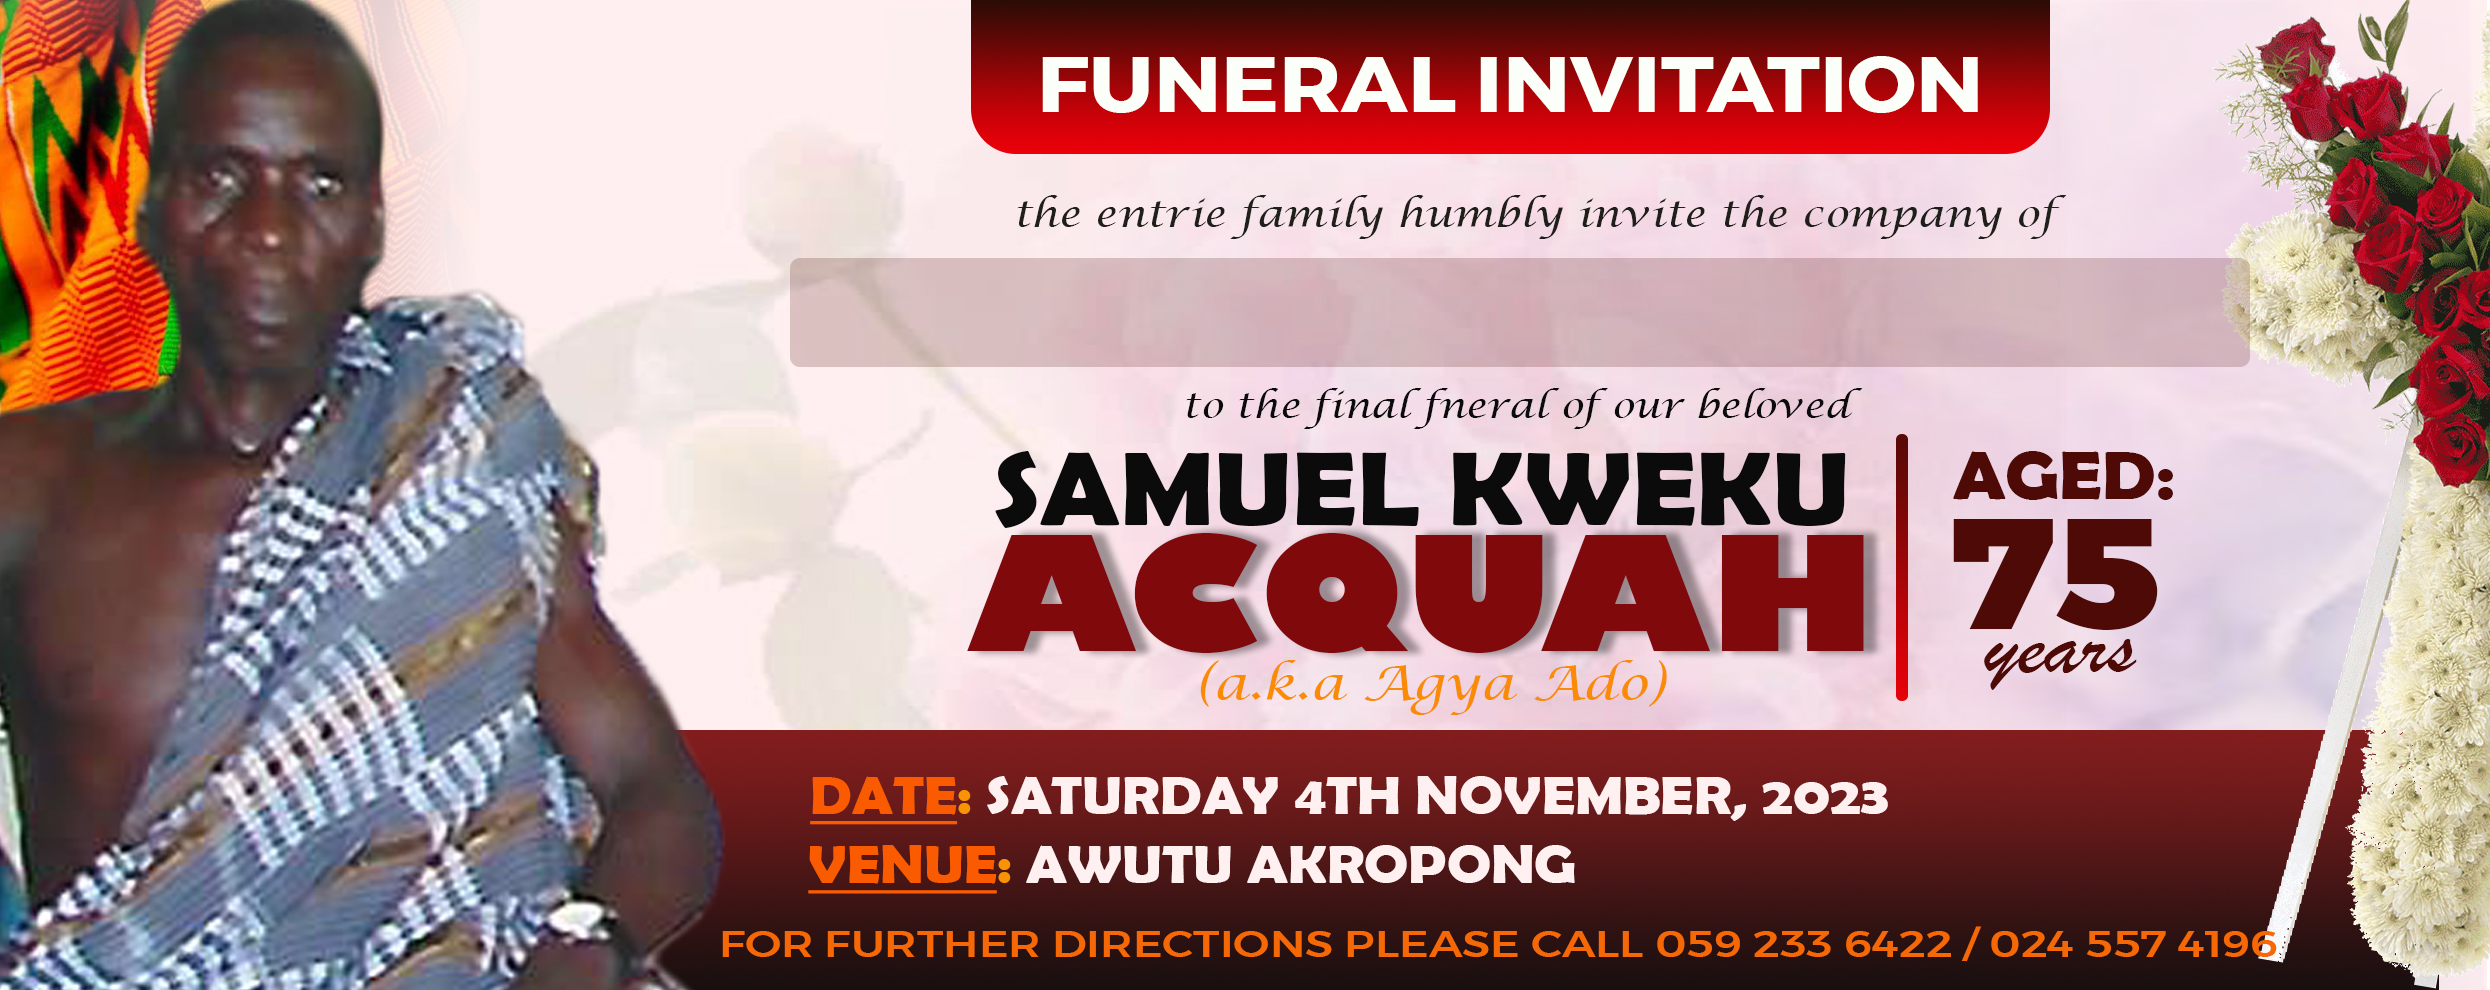 FUNERAL INVITATION
the entrie family humbly invite the company of
to the final fneral of our beloved
SAMUEL KWEKU
ACQUAH
(a.k.a Agya Ado)
AGED:
75
years
DATE: SATURDAY 4TH NOVEMBER, 2023
VENUE: AWUTU AKROPONG
FOR FURTHER DIRECTIONS PLEASE CALL 059 233 6422 / 024 557 4196